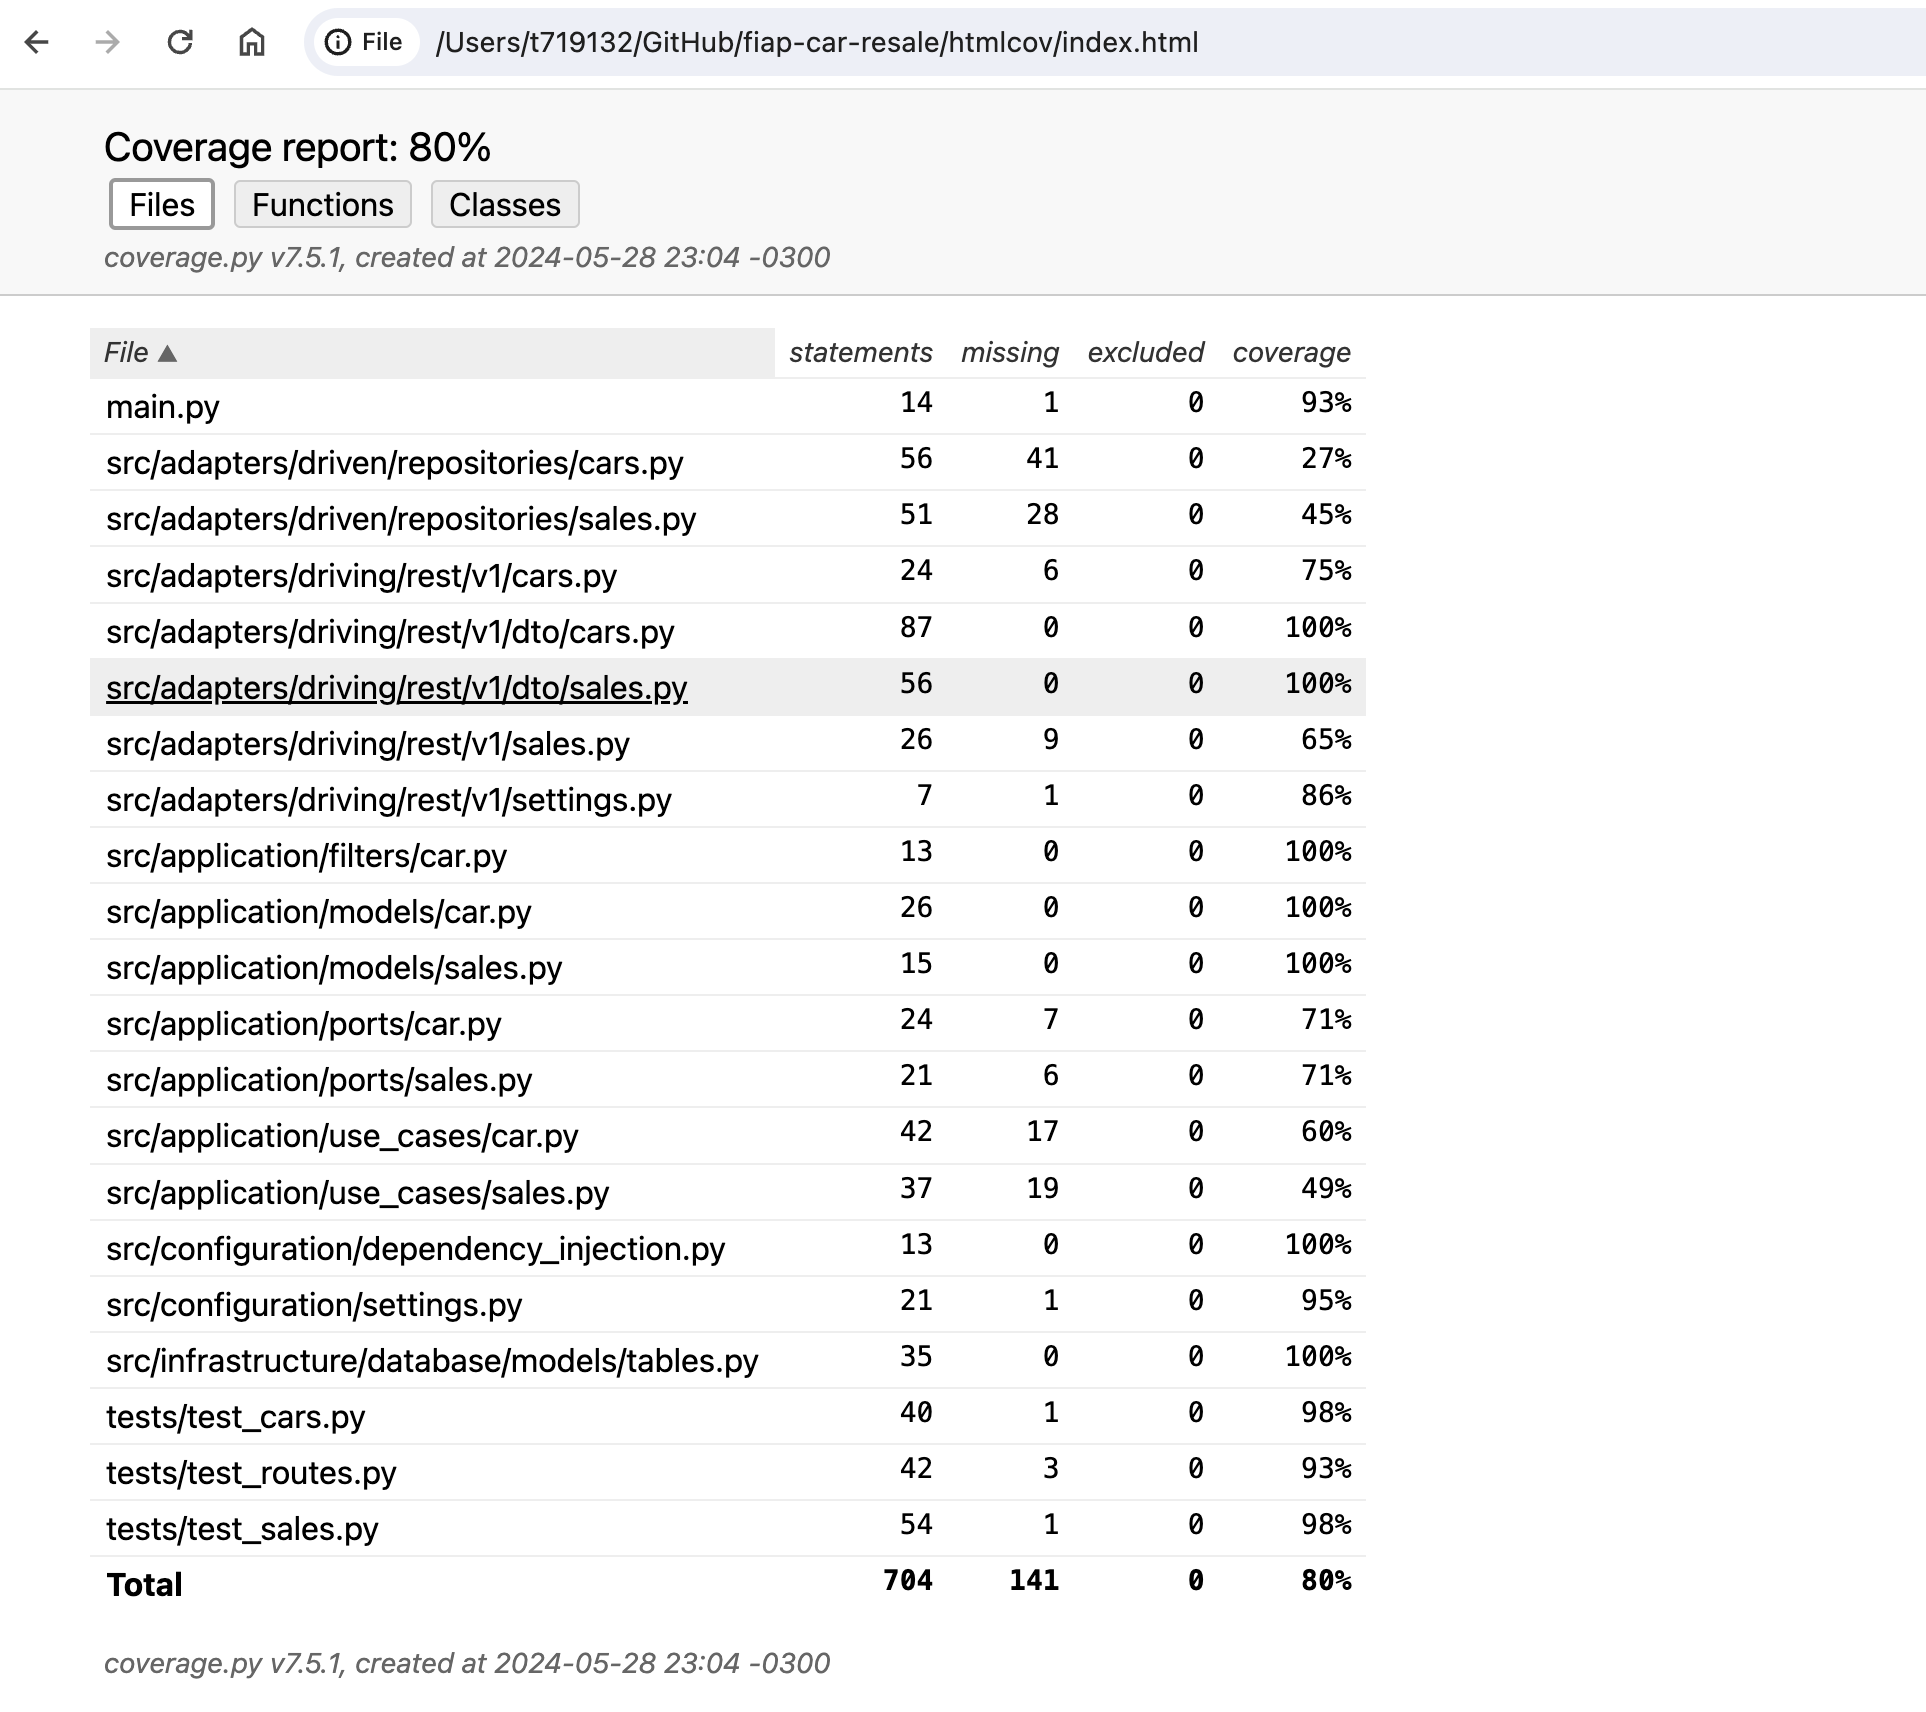 File /Users/t719132/GitHub/fiap-car-resale/htmlcov/index.html
Coverage report: 80%
Files Functions Classes
coverage.py v7.5.1, created at 2024-05-28 23:04 -0300
File ▲ statements missing excluded coverage
main.py 14 1 0 93%
src/adapters/driven/repositories/cars.py 56 41 0 27%
src/adapters/driven/repositories/sales.py 51 28 0 45%
src/adapters/driving/rest/v1/cars.py 24 6 0 75%
src/adapters/driving/rest/v1/dto/cars.py 87 0 0 100%
src/adapters/driving/rest/v1/dto/sales.py 56 0 0 100%
src/adapters/driving/rest/v1/sales.py 26 9 0 65%
src/adapters/driving/rest/v1/settings.py 7 1 0 86%
src/application/filters/car.py 13 0 0 100%
src/application/models/car.py 26 0 0 100%
src/application/models/sales.py 15 0 0 100%
src/application/ports/car.py 24 7 0 71%
src/application/ports/sales.py 21 6 0 71%
src/application/use_cases/car.py 42 17 0 60%
src/application/use_cases/sales.py 37 19 0 49%
src/configuration/dependency_injection.py 13 0 0 100%
src/configuration/settings.py 21 1 0 95%
src/infrastructure/database/models/tables.py 35 0 0 100%
tests/test_cars.py 40 1 0 98%
tests/test_routes.py 42 3 0 93%
tests/test_sales.py 54 1 0 98%
Total 704 141 0 80%
coverage.py v7.5.1, created at 2024-05-28 23:04 -0300